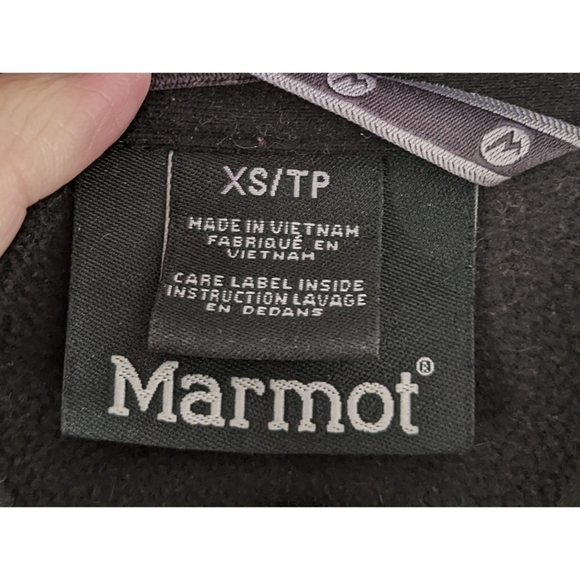 XS/TP
MADE IN VIETNAM
FABRIQUÉ EN
VIETNAM
CARE LABEL INSIDE
INSTRUCTION LAVAGE
EN DEDANS
Marmot®